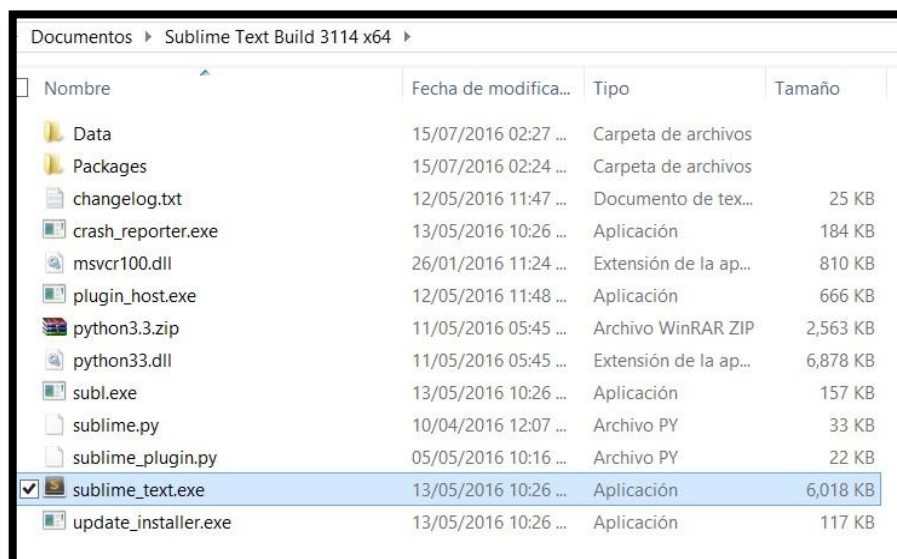 Documentos Sublime Text Build 3114 x64
Nombre Fecha de modifica... Tipo Tamaño
Data 15/07/2016 02:27 ... Carpeta de archivos
Packages 15/07/2016 02:24 ... Carpeta de archivos
changelog.txt 12/05/2016 11:47 ... Documento de tex... 25 KB
crash_reporter.exe 13/05/2016 10:26 ... Aplicación 184 KB
msvcr100.dll 26/01/2016 11:24 ... Extensión de la ap... 810 KB
plugin_host.exe 12/05/2016 11:48 ... Aplicación 666 KB
python3.3.zip 11/05/2016 05:45 ... Archivo WinRAR ZIP 2,563 KB
python33.dll 11/05/2016 05:45 ... Extensión de la ap... 6,878 KB
subl.exe 13/05/2016 10:26 ... Aplicación 157 KB
sublime.py 10/04/2016 12:07 ... Archivo PY 33 KB
sublime_plugin.py 05/05/2016 10:16 ... Archivo PY 22 KB
sublime_text.exe 13/05/2016 10:26 ... Aplicación 6,018 KB
update_installer.exe 13/05/2016 10:26 ... Aplicación 117 KB